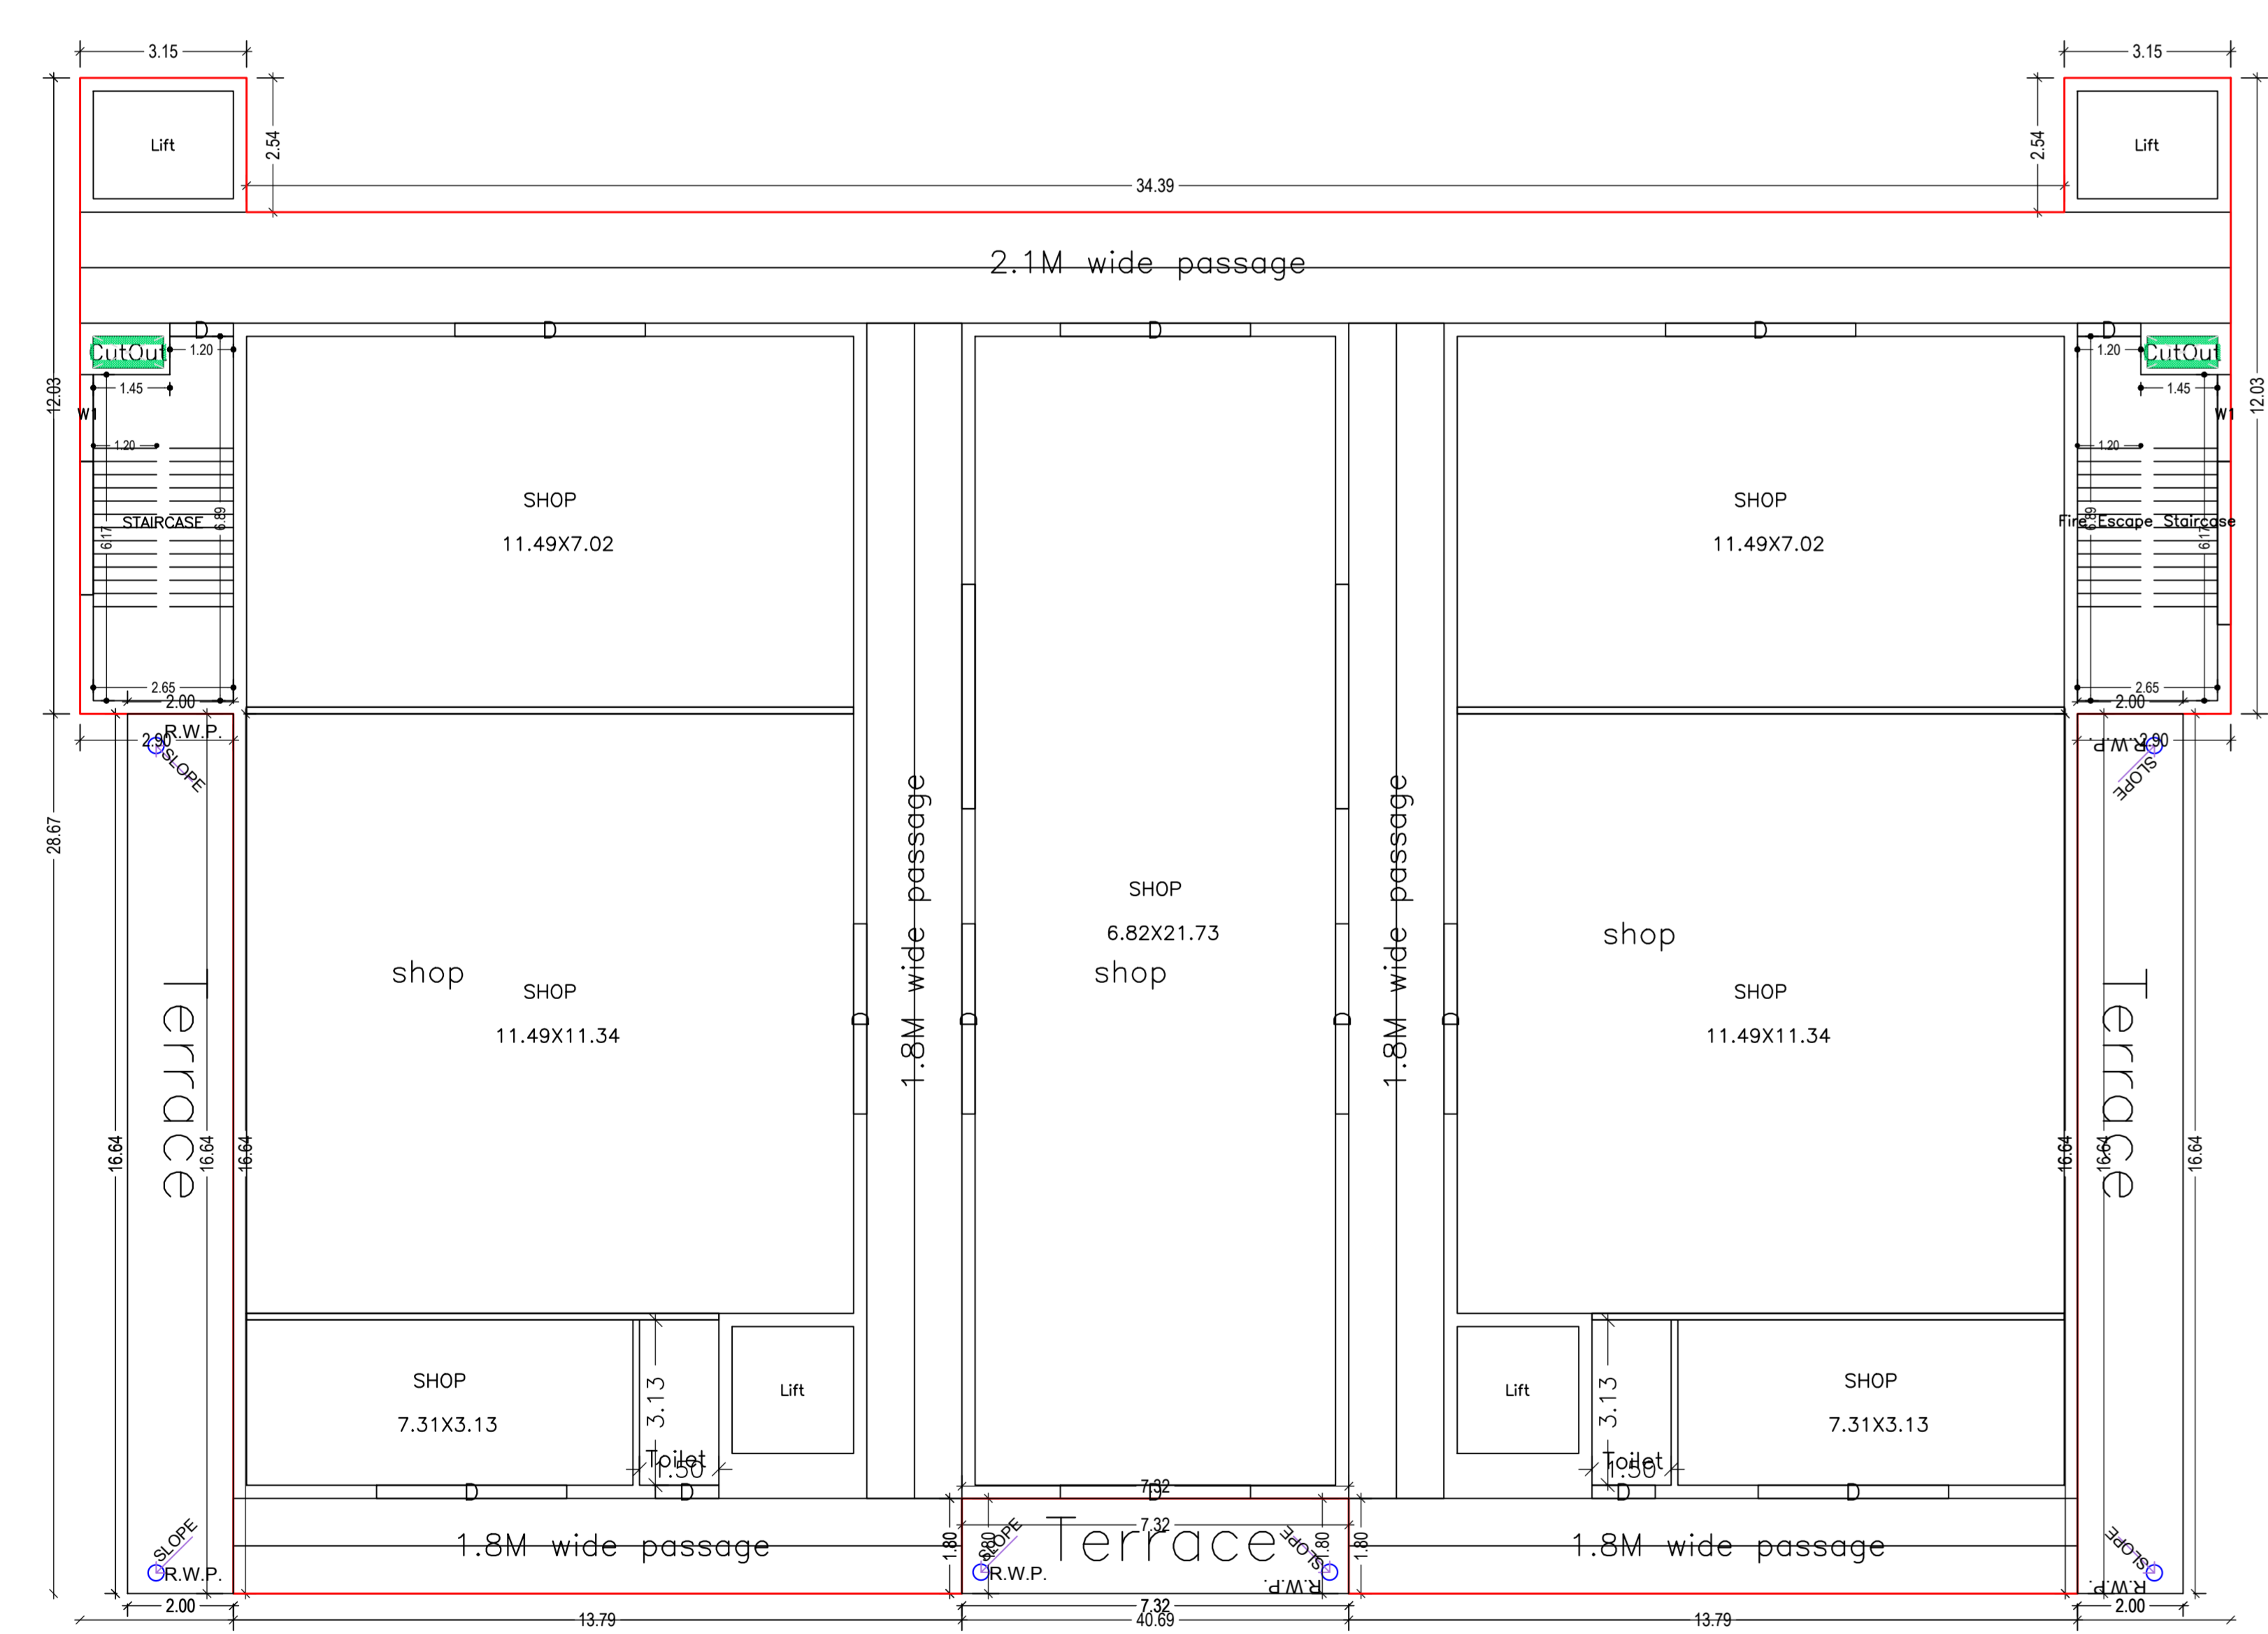 3.15
3.15
Lift
2.54
2.54
Lift
34.39
2.1M wide passage
D
D
D
D
D
CutOut
1.20
1.20
CutOut
1.45
1.45
12.03
12.03
W1
W1
1.20
1.20
SHOP
11.49X7.02
SHOP
11.49X7.02
STAIRCASE
6.17
6.89
Fire Escape Staircase
6.89
6.17
2.65
2.65
2.00
2.00
R.W.P.
2.90
SLOPE
R.W.P.
2.90
SLOPE
28.67
1.8M wide passage
1.8M wide passage
SHOP
6.82X21.73
shop
shop
shop
SHOP
11.49X11.34
SHOP
11.49X11.34
D
D
D
D
Terrace
Terrace
16.64
16.64
16.64
16.64
16.64
16.64
SHOP
7.31X3.13
3.13
Toilet
1.50
Lift
Lift
3.13
Toilet
1.50
SHOP
7.31X3.13
D
D
7.32
D
D
D
1.8M wide passage
1.80
1.80
7.32
Terrace
1.80
1.80
1.8M wide passage
SLOPE
R.W.P.
SLOPE
R.W.P.
SLOPE
R.W.P.
SLOPE
R.W.P.
2.00
7.32
2.00
13.79
40.69
13.79